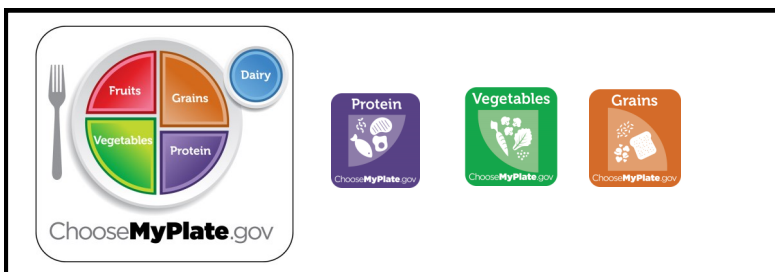 Fruits
Grains
Dairy
Vegetables
Protein
ChooseMyPlate.gov
Protein
ChooseMyPlate.gov
Vegetables
ChooseMyPlate.gov
Grains
ChooseMyPlate.gov